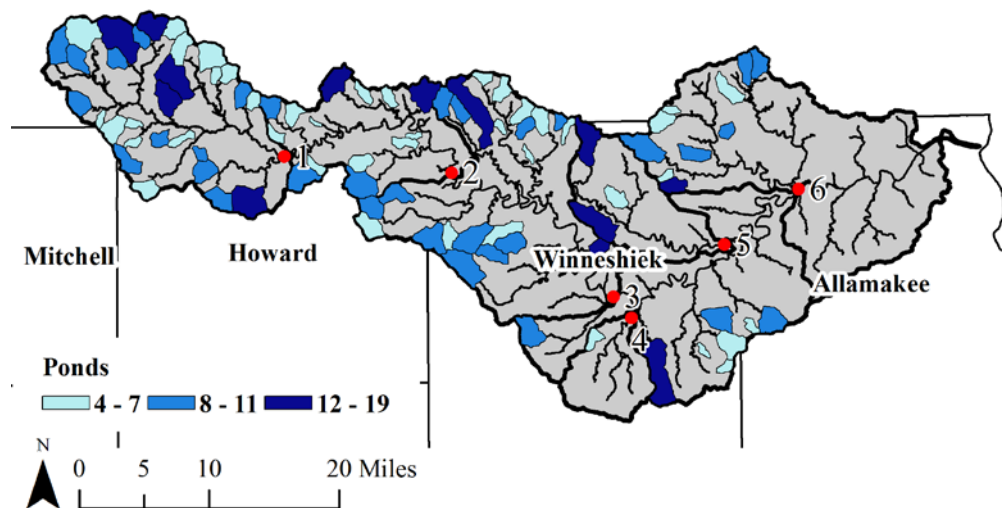 1
2
6
5
Mitchell
Howard
Winneshiek
Allamakee
3
4
Ponds
4 - 7
8 - 11
12 - 19
N
0 5 10 20 Miles